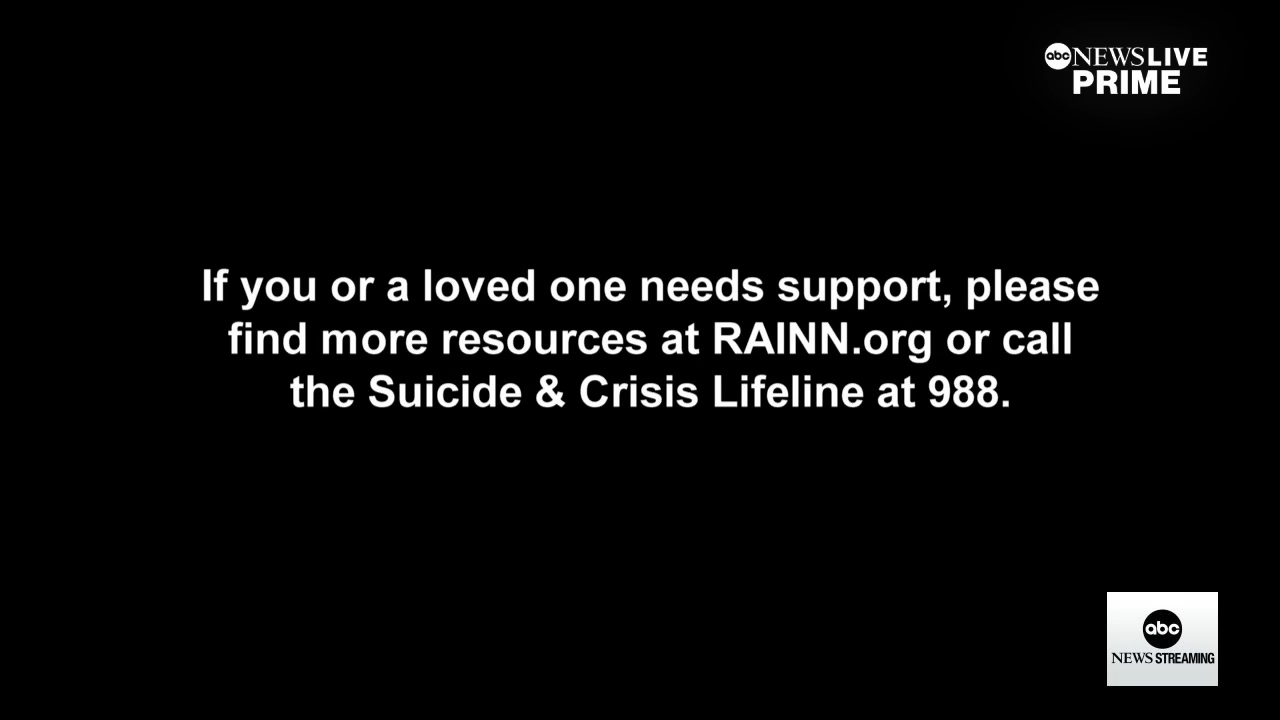 abc NEWS LIVE
PRIME
If you or a loved one needs support, please
find more resources at RAINN.org or call
the Suicide & Crisis Lifeline at 988.
abc
NEWS STREAMING